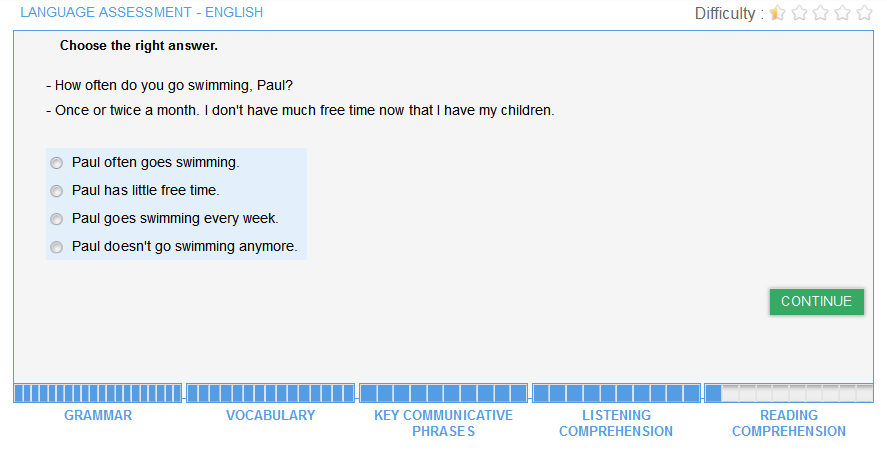 LANGUAGE ASSESSMENT - ENGLISH
Difficulty :
Choose the right answer.
- How often do you go swimming, Paul?
- Once or twice a month. I don't have much free time now that I have my children.
Paul often goes swimming.
Paul has little free time.
Paul goes swimming every week.
Paul doesn't go swimming anymore.
CONTINUE
GRAMMAR
VOCABULARY
KEY COMMUNICATIVE
PHRASES
LISTENING
COMPREHENSION
READING
COMPREHENSION